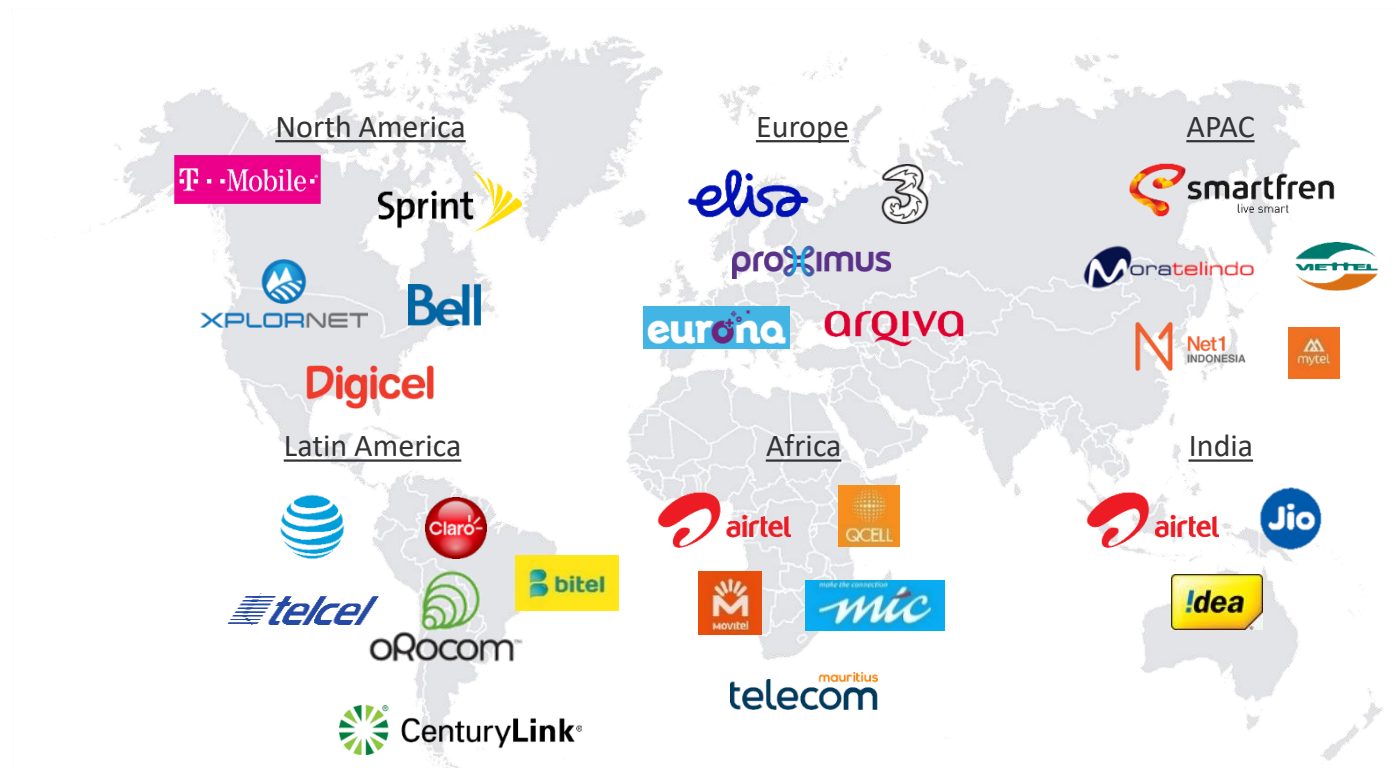 North America
T··Mobile·
Sprint
XPLORNET
Bell
Digicel
Europe
elisa
3
proximus
eurona
arqiva
APAC
smartfren
live smart
Moratelindo
VIETTEL
Net1
INDONESIA
mytel
Latin America
Claro
bitel
telcel
oRocom™
CenturyLink®
Africa
airtel
QCELL
MOVITEL
make the connection
mic
mauritius
telecom
India
airtel
Jio
!dea